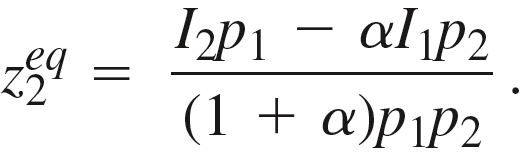 $z_2^{eq} = \frac{I_2 p_1 - \alpha I_1 p_2}{(1 + \alpha) p_1 p_2}.$